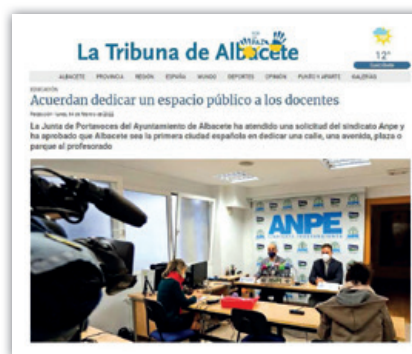 La Tribuna de Albacete
12°
ALBACETE PROVINCIA REGIÓN ESPAÑA MUNDO DEPORTES OPINIÓN PUNTO Y APARTE GALERÍAS
EDUCACIÓN
Acuerdan dedicar un espacio público a los docentes
La Junta de Portavoces del Ayuntamiento de Albacete ha atendido una solicitud del sindicato Anpe y
ha aprobado que Albacete sea la primera ciudad española en dedicar una calle, una avenida, plaza o
parque al profesorado
ANPE